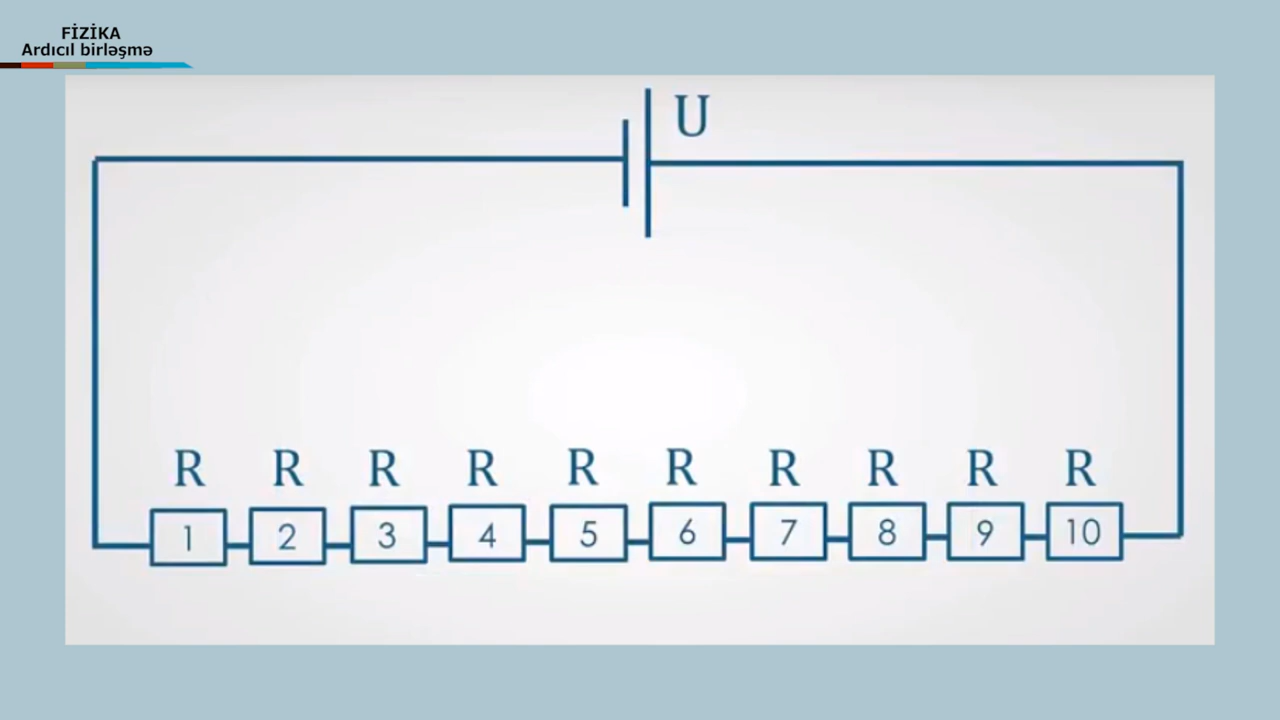 FİZİKA
Ardıcıl birləşmə
U
R R R R R R R R R R
1 2 3 4 5 6 7 8 9 10